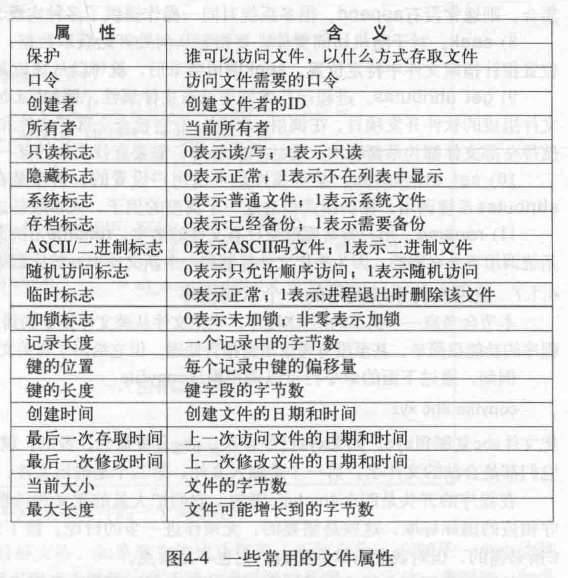 属 性 含 义
保护 谁可以访问文件，以什么方式存取文件
口令 访问文件需要的口令
创建者 创建文件者的ID
所有者 当前所有者
只读标志 0表示读/写；1表示只读
隐藏标志 0表示正常；1表示不在列表中显示
系统标志 0表示普通文件，1表示系统文件
存档标志 0表示已经备份，1表示需要备份
ASCII/二进制标志 0表示ASCII码文件，1表示二进制文件
随机访问标志 0表示只允许顺序访问，1表示随机访问
临时标志 0表示正常；1表示进程退出时删除该文件
加锁标志 0表示未加锁；非零表示加锁
记录长度 一个记录中的字节数
键的位置 每个记录中键的偏移量
键的长度 键字段的字节数
创建时间 创建文件的日期和时间
最后一次存取时间 上一次访问文件的日期和时间
最后一次修改时间 上一次修改文件的日期和时间
当前大小 文件的字节数
最大长度 文件可能增长到的字节数
图4-4 一些常用的文件属性